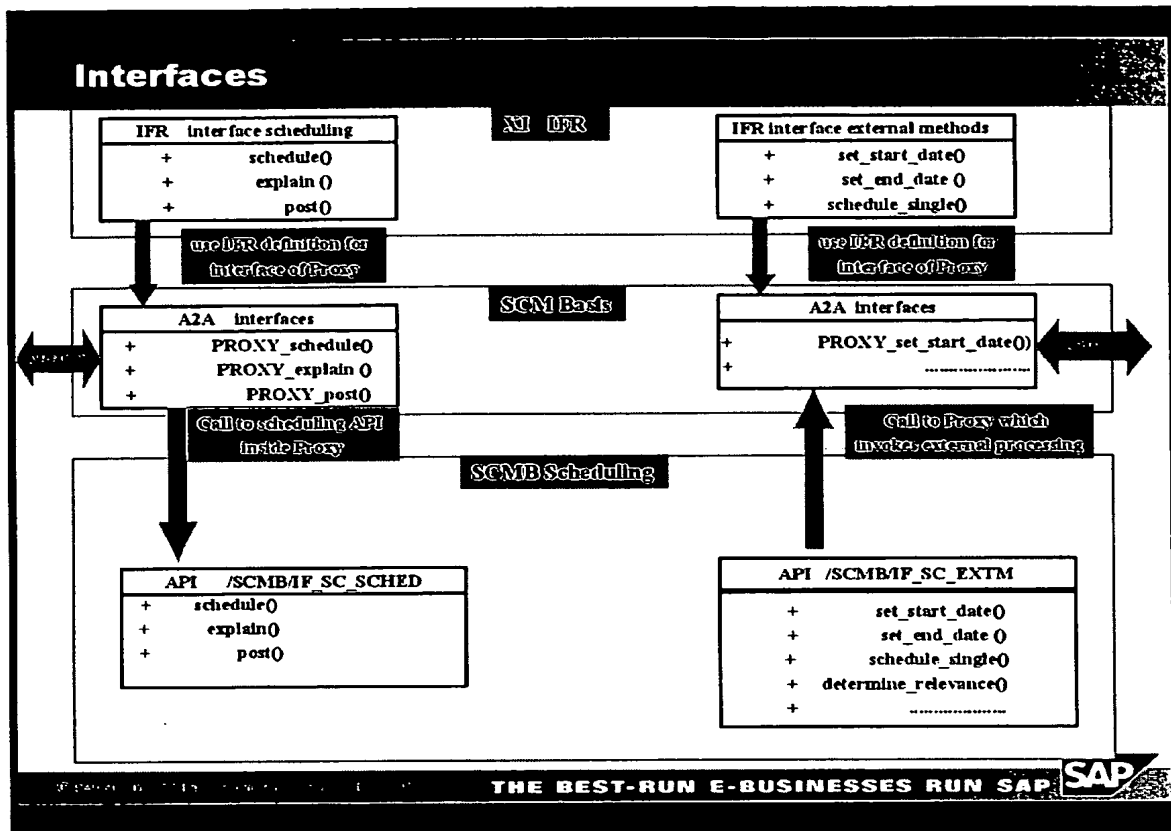 Interfaces
XI IFR
IFR interface scheduling
+ schedule()
+ explain ()
+ post()
IFR interface external methods
+ set_start_date()
+ set_end_date ()
+ schedule_single()
use IFR definition for
interface of Proxy
use IFR definition for
interface of Proxy
SCM Basis
A2A interfaces
+ PROXY_schedule()
+ PROXY_explain ()
+ PROXY_post()
A2A interfaces
+ PROXY_set_start_date()
+ ......................
Call to scheduling API
inside Proxy
Call to Proxy which
invokes external processing
SCMB Scheduling
API /SCMB/IF_SC_SCHED
+ schedule()
+ explain()
+ post()
API /SCMB/IF_SC_EXTM
+ set_start_date()
+ set_end_date ()
+ schedule_single()
+ determine_relevance()
+ ....................
THE BEST-RUN E-BUSINESSES RUN SAP
SAP